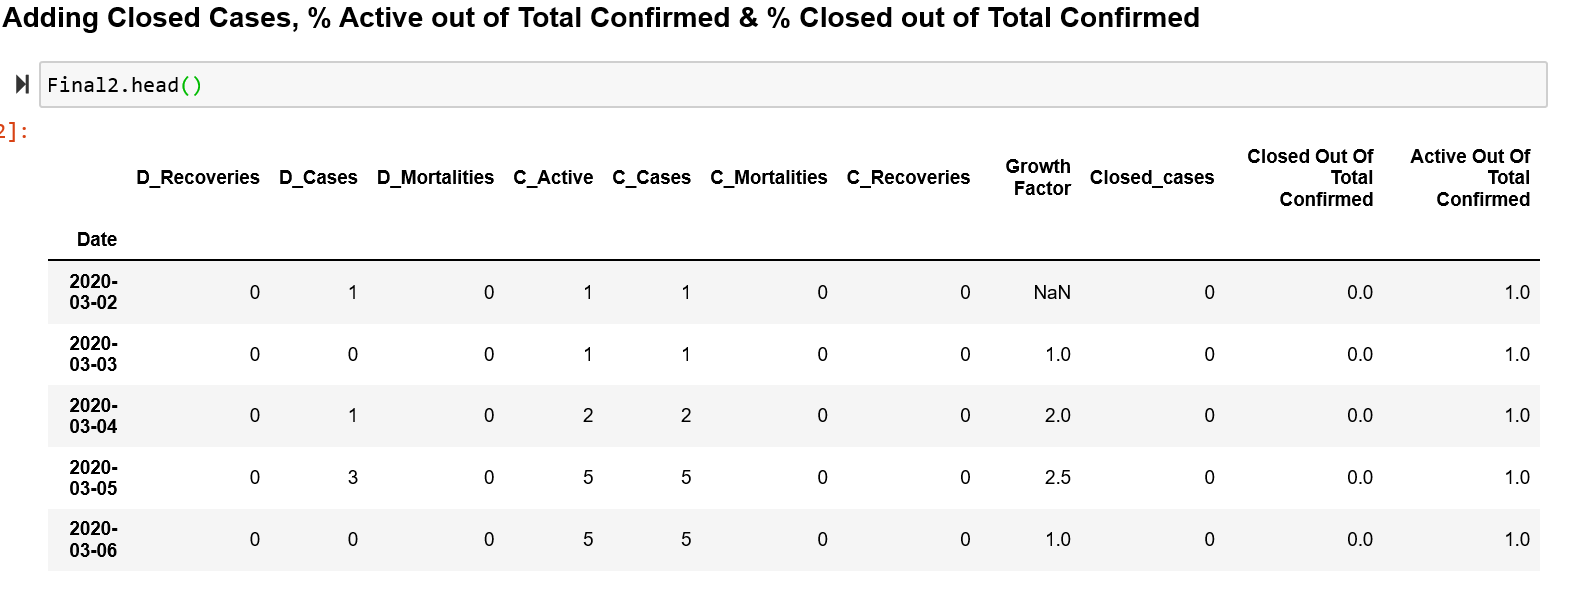 Adding Closed Cases, % Active out of Total Confirmed & % Closed out of Total Confirmed
Final2.head()
2]:
D_Recoveries D_Cases D_Mortalities C_Active C_Cases C_Mortalities C_Recoveries Growth Factor Closed_cases Closed Out Of Total Confirmed Active Out Of Total Confirmed
Date
2020-03-02 0 1 0 1 1 0 0 NaN 0 0.0 1.0
2020-03-03 0 0 0 1 1 0 0 1.0 0 0.0 1.0
2020-03-04 0 1 0 2 2 0 0 2.0 0 0.0 1.0
2020-03-05 0 3 0 5 5 0 0 2.5 0 0.0 1.0
2020-03-06 0 0 0 5 5 0 0 1.0 0 0.0 1.0